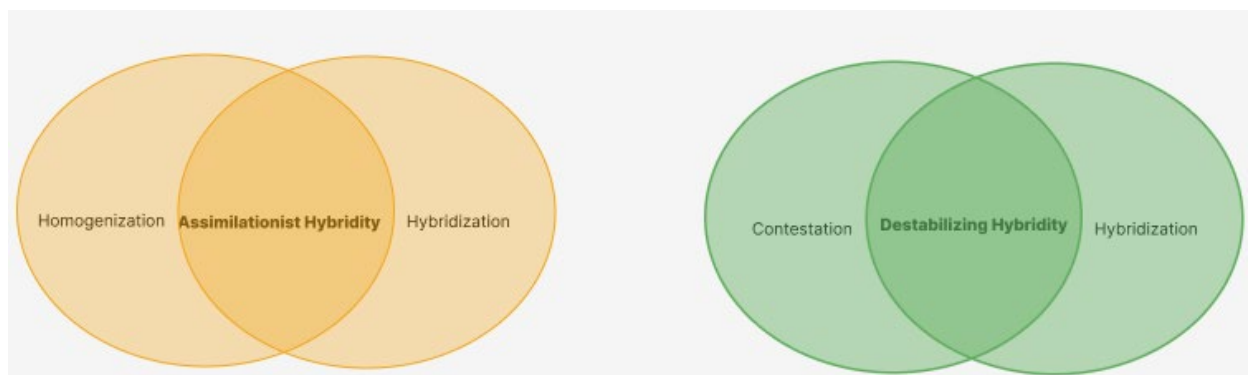 Homogenization
Assimilationist Hybridity
Hybridization
Contestation
Destabilizing Hybridity
Hybridization